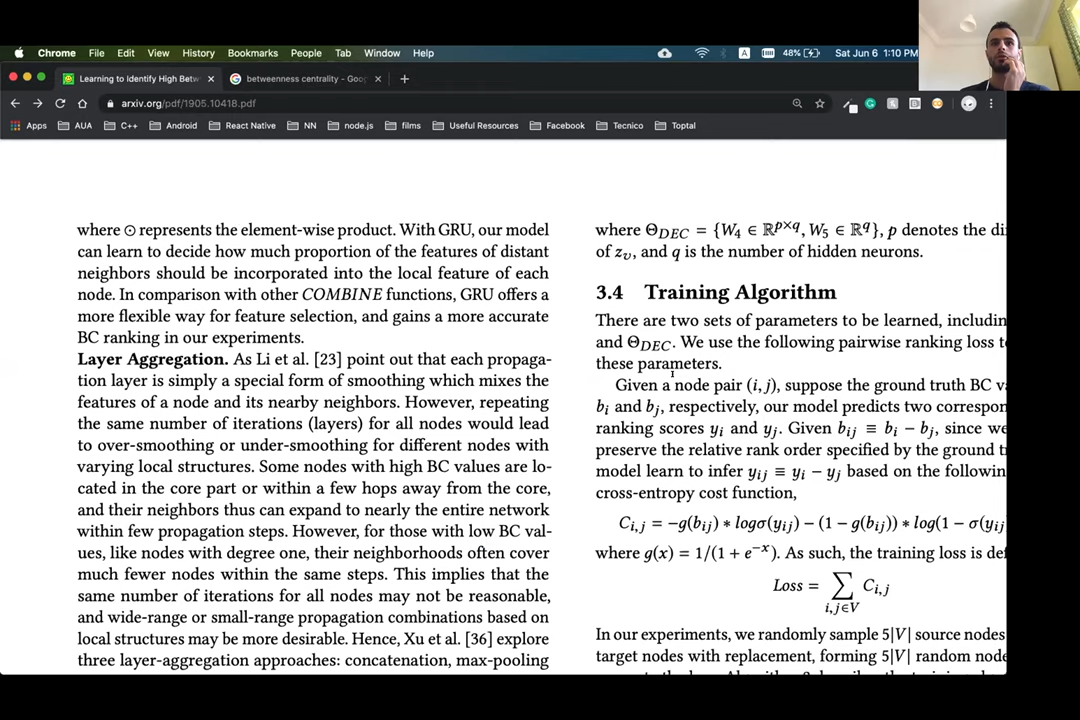 Chrome File Edit View History Bookmarks People Tab Window Help
A 48% Sat Jun 6 1:10 PM
Learning to Identify High Betw × betweenness centrality - Goo × +
arxiv.org/pdf/1905.10418.pdf
Apps AUA C++ Android React Native NN node.js films Useful Resources Facebook Tecnico Toptal
where ⊙ represents the element-wise product. With GRU, our model
can learn to decide how much proportion of the features of distant
neighbors should be incorporated into the local feature of each
node. In comparison with other COMBINE functions, GRU offers a
more flexible way for feature selection, and gains a more accurate
BC ranking in our experiments.
Layer Aggregation. As Li et al. [23] point out that each propaga-
tion layer is simply a special form of smoothing which mixes the
features of a node and its nearby neighbors. However, repeating
the same number of iterations (layers) for all nodes would lead
to over-smoothing or under-smoothing for different nodes with
varying local structures. Some nodes with high BC values are lo-
cated in the core part or within a few hops away from the core,
and their neighbors thus can expand to nearly the entire network
within few propagation steps. However, for those with low BC val-
ues, like nodes with degree one, their neighborhoods often cover
much fewer nodes within the same steps. This implies that the
same number of iterations for all nodes may not be reasonable,
and wide-range or small-range propagation combinations based on
local structures may be more desirable. Hence, Xu et al. [36] explore
three layer-aggregation approaches: concatenation, max-pooling
where Θ_DEC = {W₄ ∈ ℝ^{p×q}, W₅ ∈ ℝ^q}, p denotes the di
of z_v, and q is the number of hidden neurons.
3.4 Training Algorithm
There are two sets of parameters to be learned, includin
and Θ_DEC. We use the following pairwise ranking loss t
these parameters.
Given a node pair (i, j), suppose the ground truth BC v
b_i and b_j, respectively, our model predicts two correspon
ranking scores y_i and y_j. Given b_ij ≡ b_i − b_j, since we
preserve the relative rank order specified by the ground t
model learn to infer y_ij ≡ y_i − y_j based on the followin
cross-entropy cost function,
C_{i,j} = −g(b_ij) ∗ logσ(y_ij) − (1 − g(b_ij)) ∗ log(1 − σ(y_ij
where g(x) = 1/(1 + e^{−x}). As such, the training loss is de
Loss = ∑_{i,j∈V} C_{i,j}
In our experiments, we randomly sample 5|V| source nodes
target nodes with replacement, forming 5|V| random node